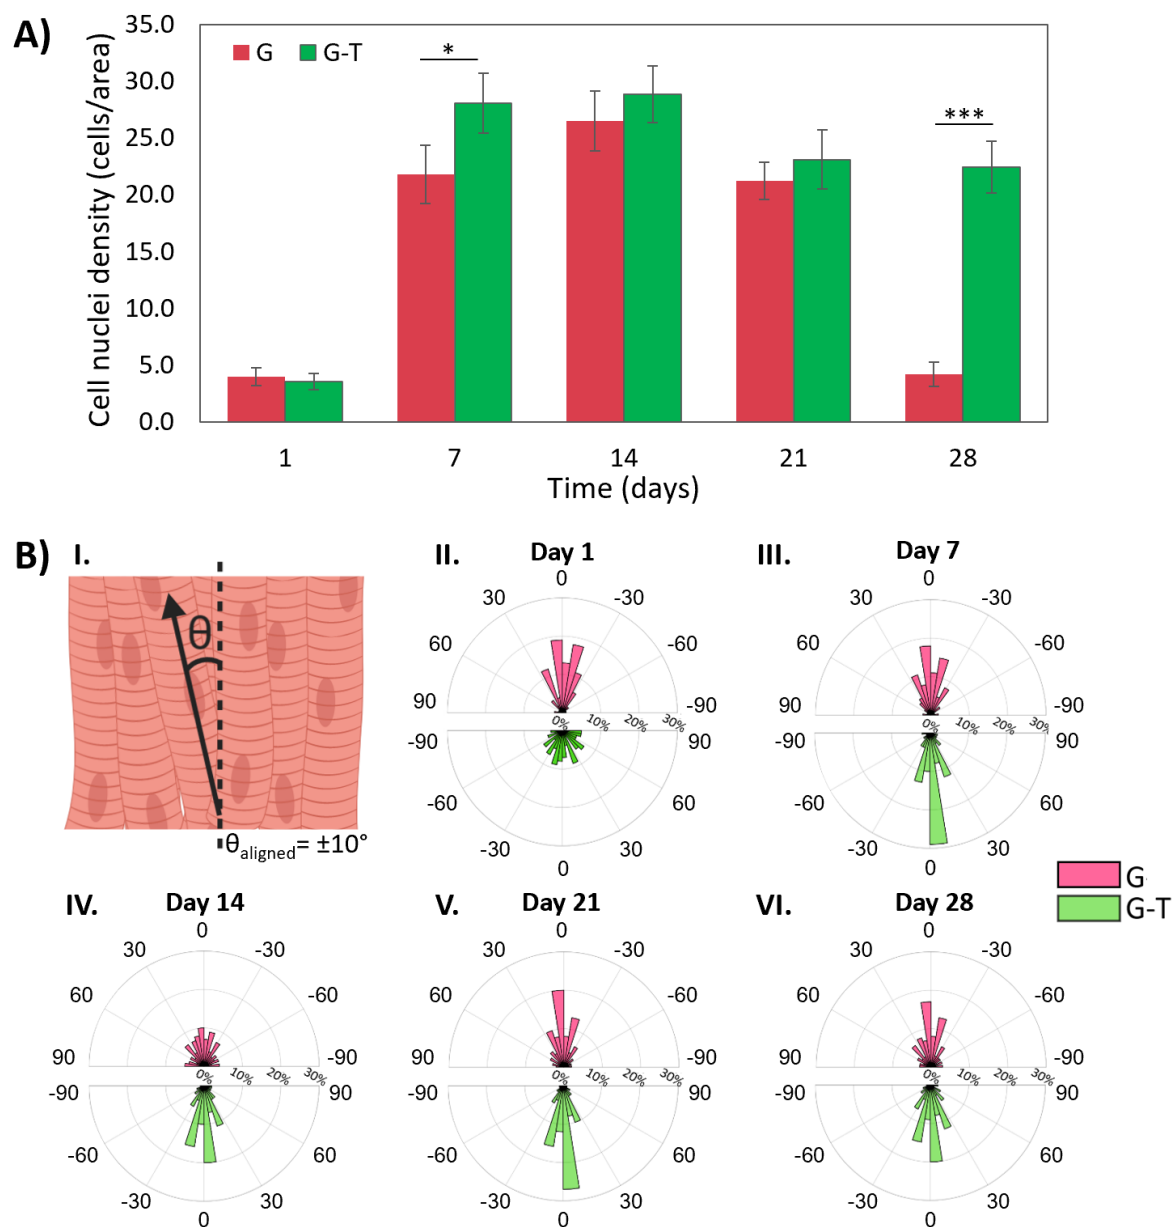 A)
35.0
30.0
25.0
20.0
15.0
10.0
5.0
0.0
Cell nuclei density (cells/area)
G
G-T
*
***
1 7 14 21 28
Time (days)
B)
I.
θ
θaligned= ±10°
II. Day 1
0
30 -30
60 -60
90 -90
0% 10% 20% 30%
-90 90
-60 60
-30 30
0
III. Day 7
0
30 -30
60 -60
90 -90
0% 10% 20% 30%
-90 90
-60 60
-30 30
0
G
G-T
IV. Day 14
0
30 -30
60 -60
90 -90
0% 10% 20% 30%
-90 90
-60 60
-30 30
0
V. Day 21
0
30 -30
60 -60
90 -90
0% 10% 20% 30%
-90 90
-60 60
-30 30
0
VI. Day 28
0
30 -30
60 -60
90 -90
0% 10% 20% 30%
-90 90
-60 60
-30 30
0